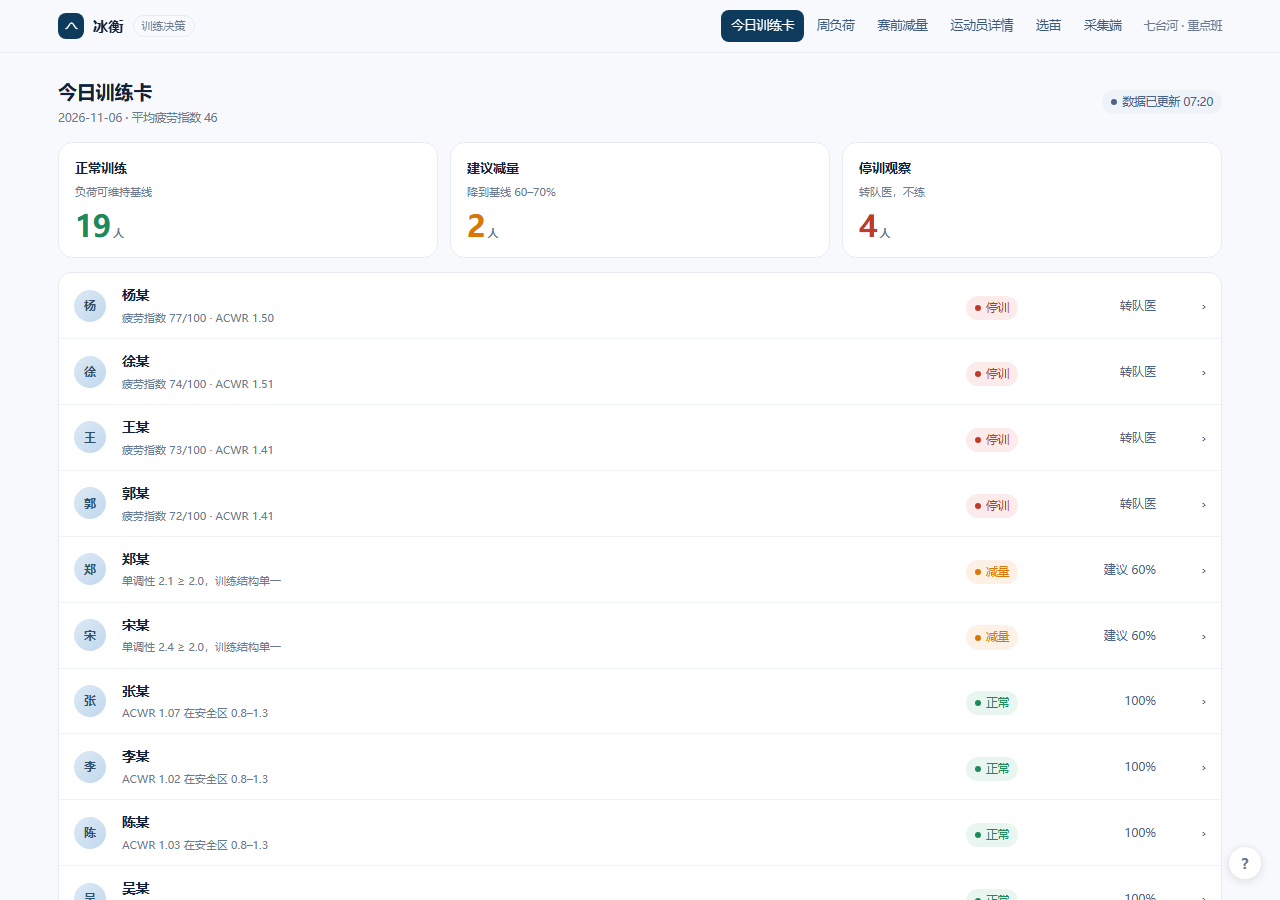 冰衡 训练决策 今日训练卡 周负荷 赛前减量 运动员详情 选苗 采集端 七台河 · 重点班
今日训练卡
2026-11-06 · 平均疲劳指数 46
数据已更新 07:20
正常训练
负荷可维持基线
19 人
建议减量
降到基线 60–70%
2 人
停训观察
转队医，不练
4 人
杨 杨某 停训 转队医 ›
疲劳指数 77/100 · ACWR 1.50
徐 徐某 停训 转队医 ›
疲劳指数 74/100 · ACWR 1.51
王 王某 停训 转队医 ›
疲劳指数 73/100 · ACWR 1.41
郭 郭某 停训 转队医 ›
疲劳指数 72/100 · ACWR 1.41
郑 郑某 减量 建议 60% ›
单调性 2.1 ≥ 2.0，训练结构单一
宋 宋某 减量 建议 60% ›
单调性 2.4 ≥ 2.0，训练结构单一
张 张某 正常 100% ›
ACWR 1.07 在安全区 0.8–1.3
李 李某 正常 100% ›
ACWR 1.02 在安全区 0.8–1.3
陈 陈某 正常 100% ›
ACWR 1.03 在安全区 0.8–1.3
吴 吴某 正常 100% ›
?